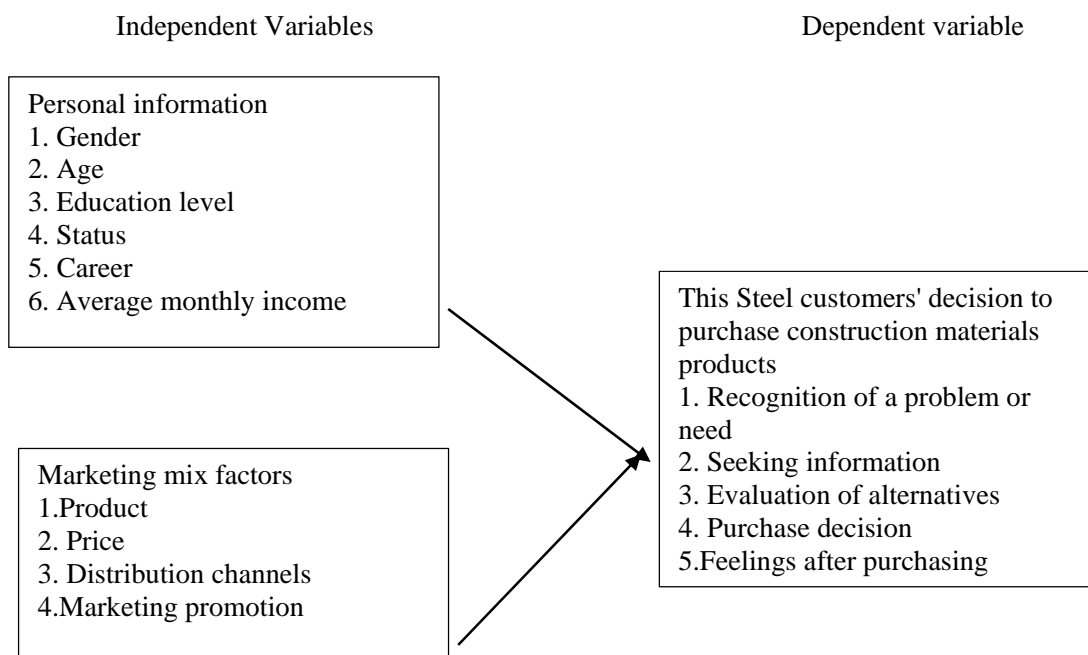 Independent Variables
Dependent variable
Personal information
1. Gender
2. Age
3. Education level
4. Status
5. Career
6. Average monthly income
Marketing mix factors
1.Product
2. Price
3. Distribution channels
4.Marketing promotion
This Steel customers' decision to
purchase construction materials
products
1. Recognition of a problem or
need
2. Seeking information
3. Evaluation of alternatives
4. Purchase decision
5.Feelings after purchasing